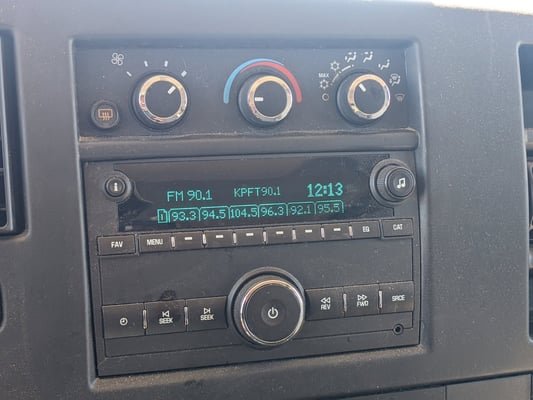 MAX
FM 90.1 KPFT90.1 12:13
1 93.3 94.5 104.5 96.3 92.1 95.5
FAV MENU EQ CAT
SEEK SEEK REV FWD SRCE